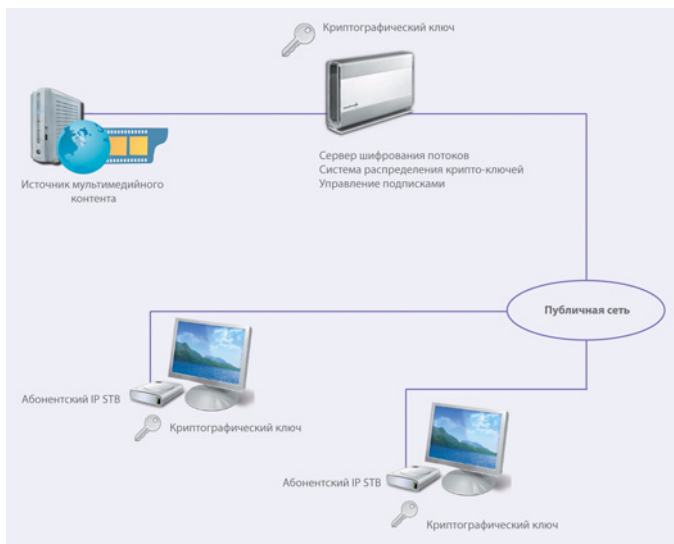 Криптографический ключ
Сервер шифрования потоков
Система распределения крипто-ключей
Управление подписками
Источник мультимедийного
контента
Публичная сеть
Абонентский IP STB
Криптографический ключ
Абонентский IP STB
Криптографический ключ